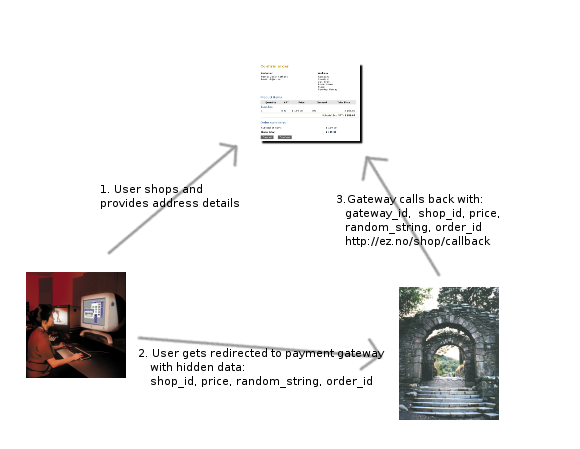 1. User shops and
provides address details
3.Gateway calls back with:
gateway_id, shop_id, price,
random_string, order_id
http://ez.no/shop/callback
2. User gets redirected to payment gateway
with hidden data:
shop_id, price, random_string, order_id